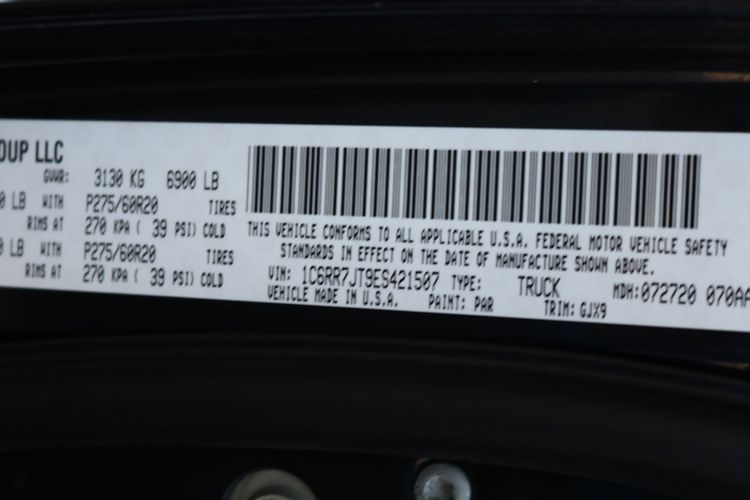 OUP LLC
GVWR: 3130 KG 6900 LB
LB WITH P275/60R20 TIRES
RIMS AT 270 KPA ( 39 PSI) COLD
LB WITH P275/60R20 TIRES
RIMS AT 270 KPA ( 39 PSI) COLD
THIS VEHICLE CONFORMS TO ALL APPLICABLE U.S.A. FEDERAL MOTOR VEHICLE SAFETY
STANDARDS IN EFFECT ON THE DATE OF MANUFACTURE SHOWN ABOVE.
VIN: 1C6RR7JT9ES421507 TYPE: TRUCK MDH:072720 070AA
VEHICLE MADE IN U.S.A. PAINT: PAR TRIM: GJX9